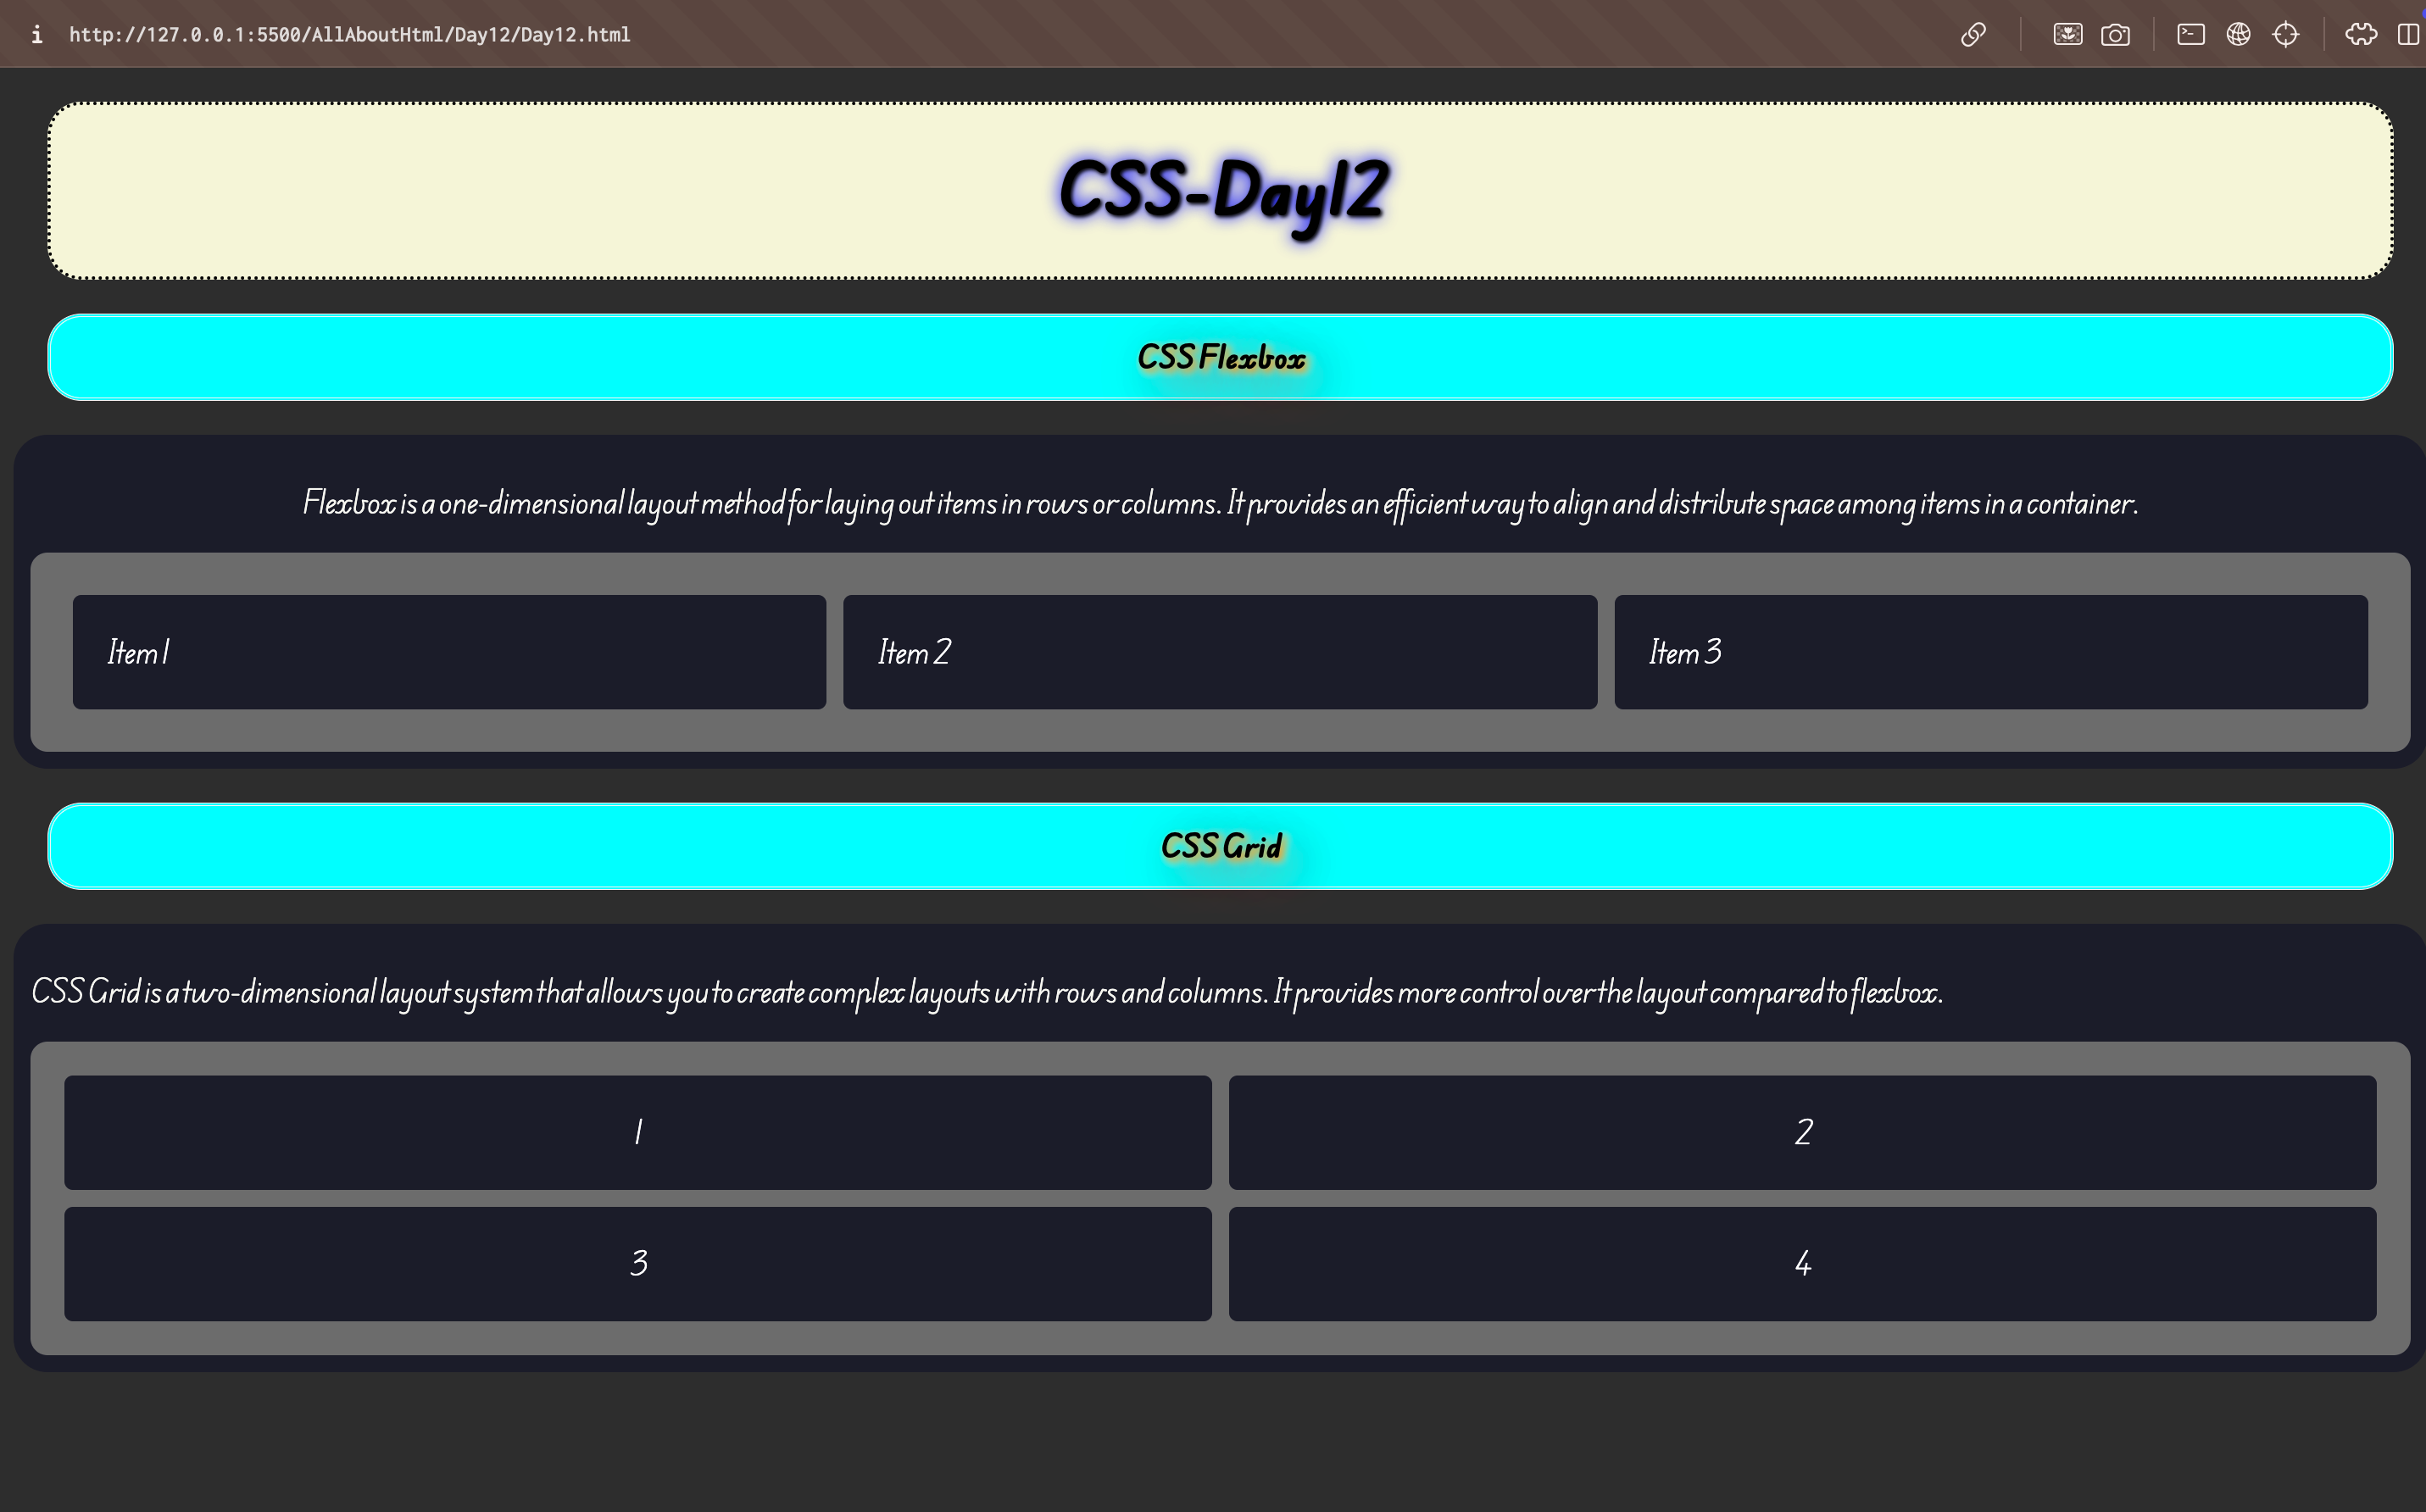 http://127.0.0.1:5500/AllAboutHtml/Day12/Day12.html
CSS-Day12
CSS Flexbox
Flexbox is a one-dimensional layout method for laying out items in rows or columns. It provides an efficient way to align and distribute space among items in a container.
Item 1 Item 2 Item 3
CSS Grid
CSS Grid is a two-dimensional layout system that allows you to create complex layouts with rows and columns. It provides more control over the layout compared to flexbox.
1 2
3 4